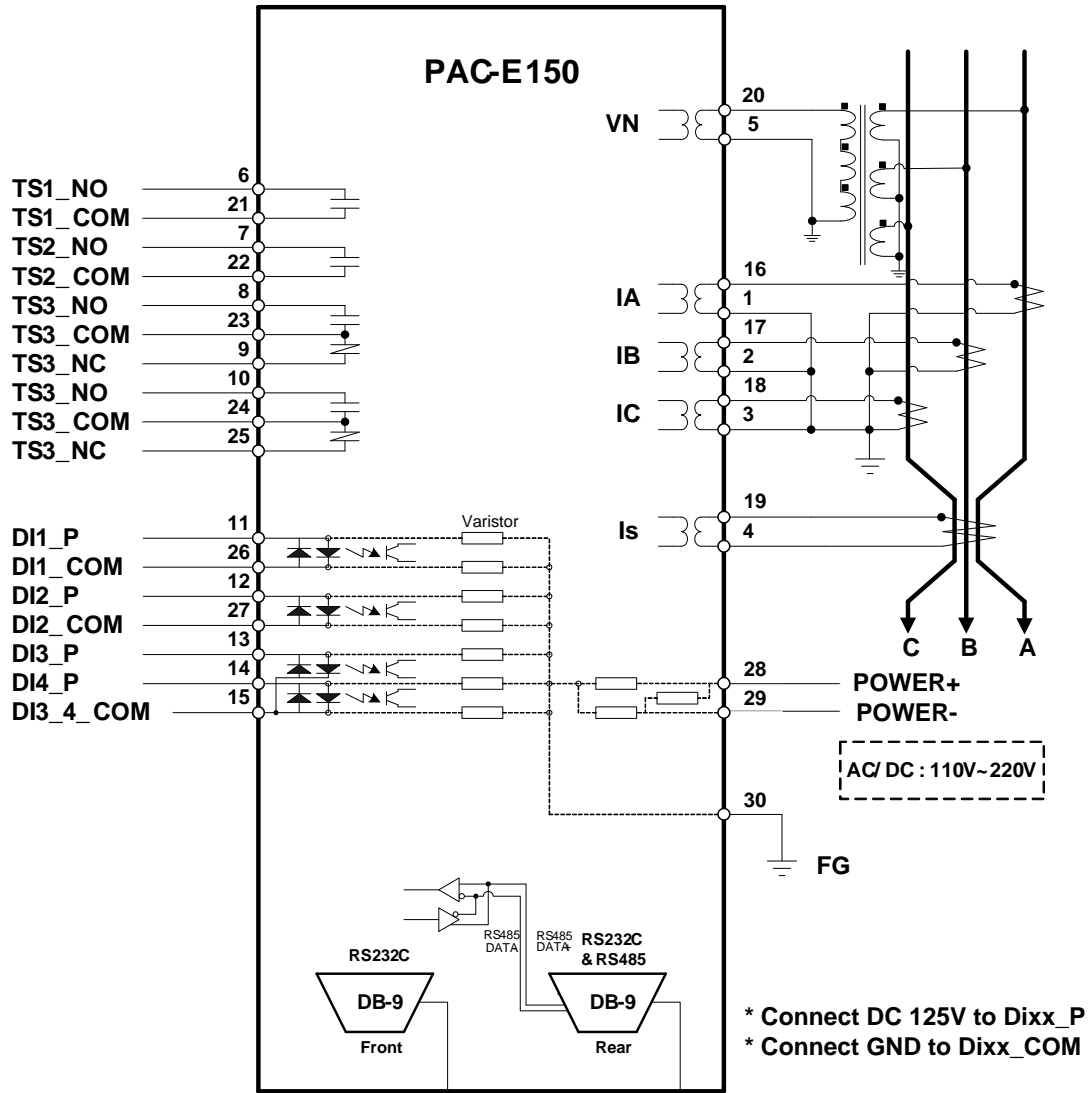 PAC-E150
VN
20
5
TS1_NO
6
TS1_COM
21
TS2_NO
7
TS2_COM
22
TS3_NO
8
TS3_COM
23
TS3_NC
9
TS3_NO
10
TS3_COM
24
TS3_NC
25
IA
16
1
IB
17
2
IC
18
3
Is
19
4
DI1_P
11
DI1_COM
26
DI2_P
12
DI2_COM
27
DI3_P
13
DI4_P
14
DI3_4_COM
15
Varistor
C B A
28
POWER+
29
POWER-
AC/ DC : 110V~220V
30
FG
RS485
DATA
RS485
DATA+
RS232C
RS232C
& RS485
DB-9
DB-9
Front
Rear
* Connect DC 125V to Dixx_P
* Connect GND to Dixx_COM